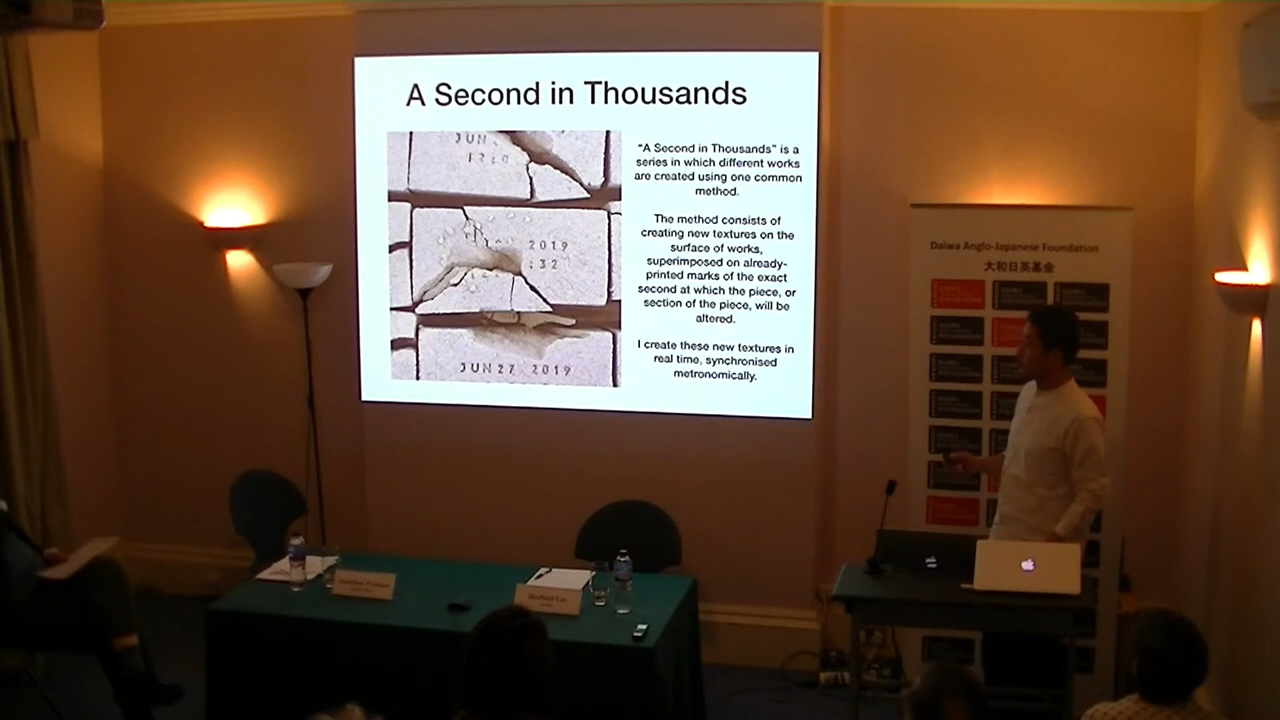 A Second in Thousands
"A Second in Thousands" is a
series in which different works
are created using one common
method.
The method consists of
creating new textures on the
surface of works,
superimposed on already-
printed marks of the exact
second at which the piece, or
section of the piece, will be
altered.
I create these new textures in
real time, synchronised
metronomically.
JUN
12:0
2019
:32
JUN 27 2019
Daiwa Anglo-Japanese Foundation
大和日英基金